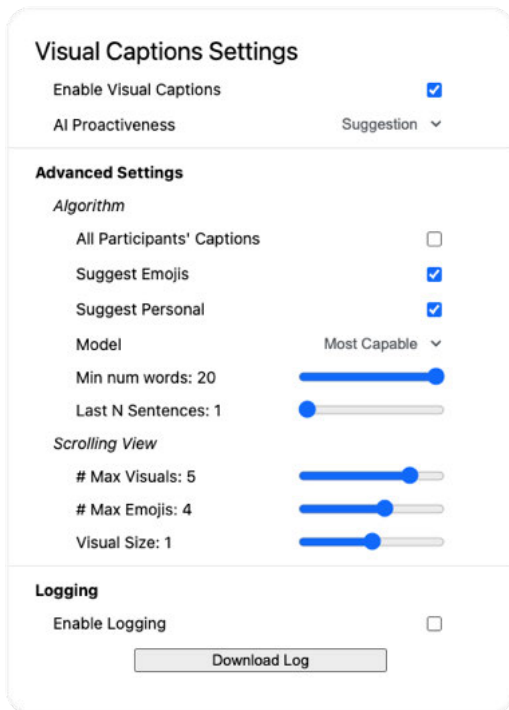 Visual Captions Settings
Enable Visual Captions
AI Proactiveness Suggestion
Advanced Settings
Algorithm
All Participants' Captions
Suggest Emojis
Suggest Personal
Model Most Capable
Min num words: 20
Last N Sentences: 1
Scrolling View
# Max Visuals: 5
# Max Emojis: 4
Visual Size: 1
Logging
Enable Logging
Download Log